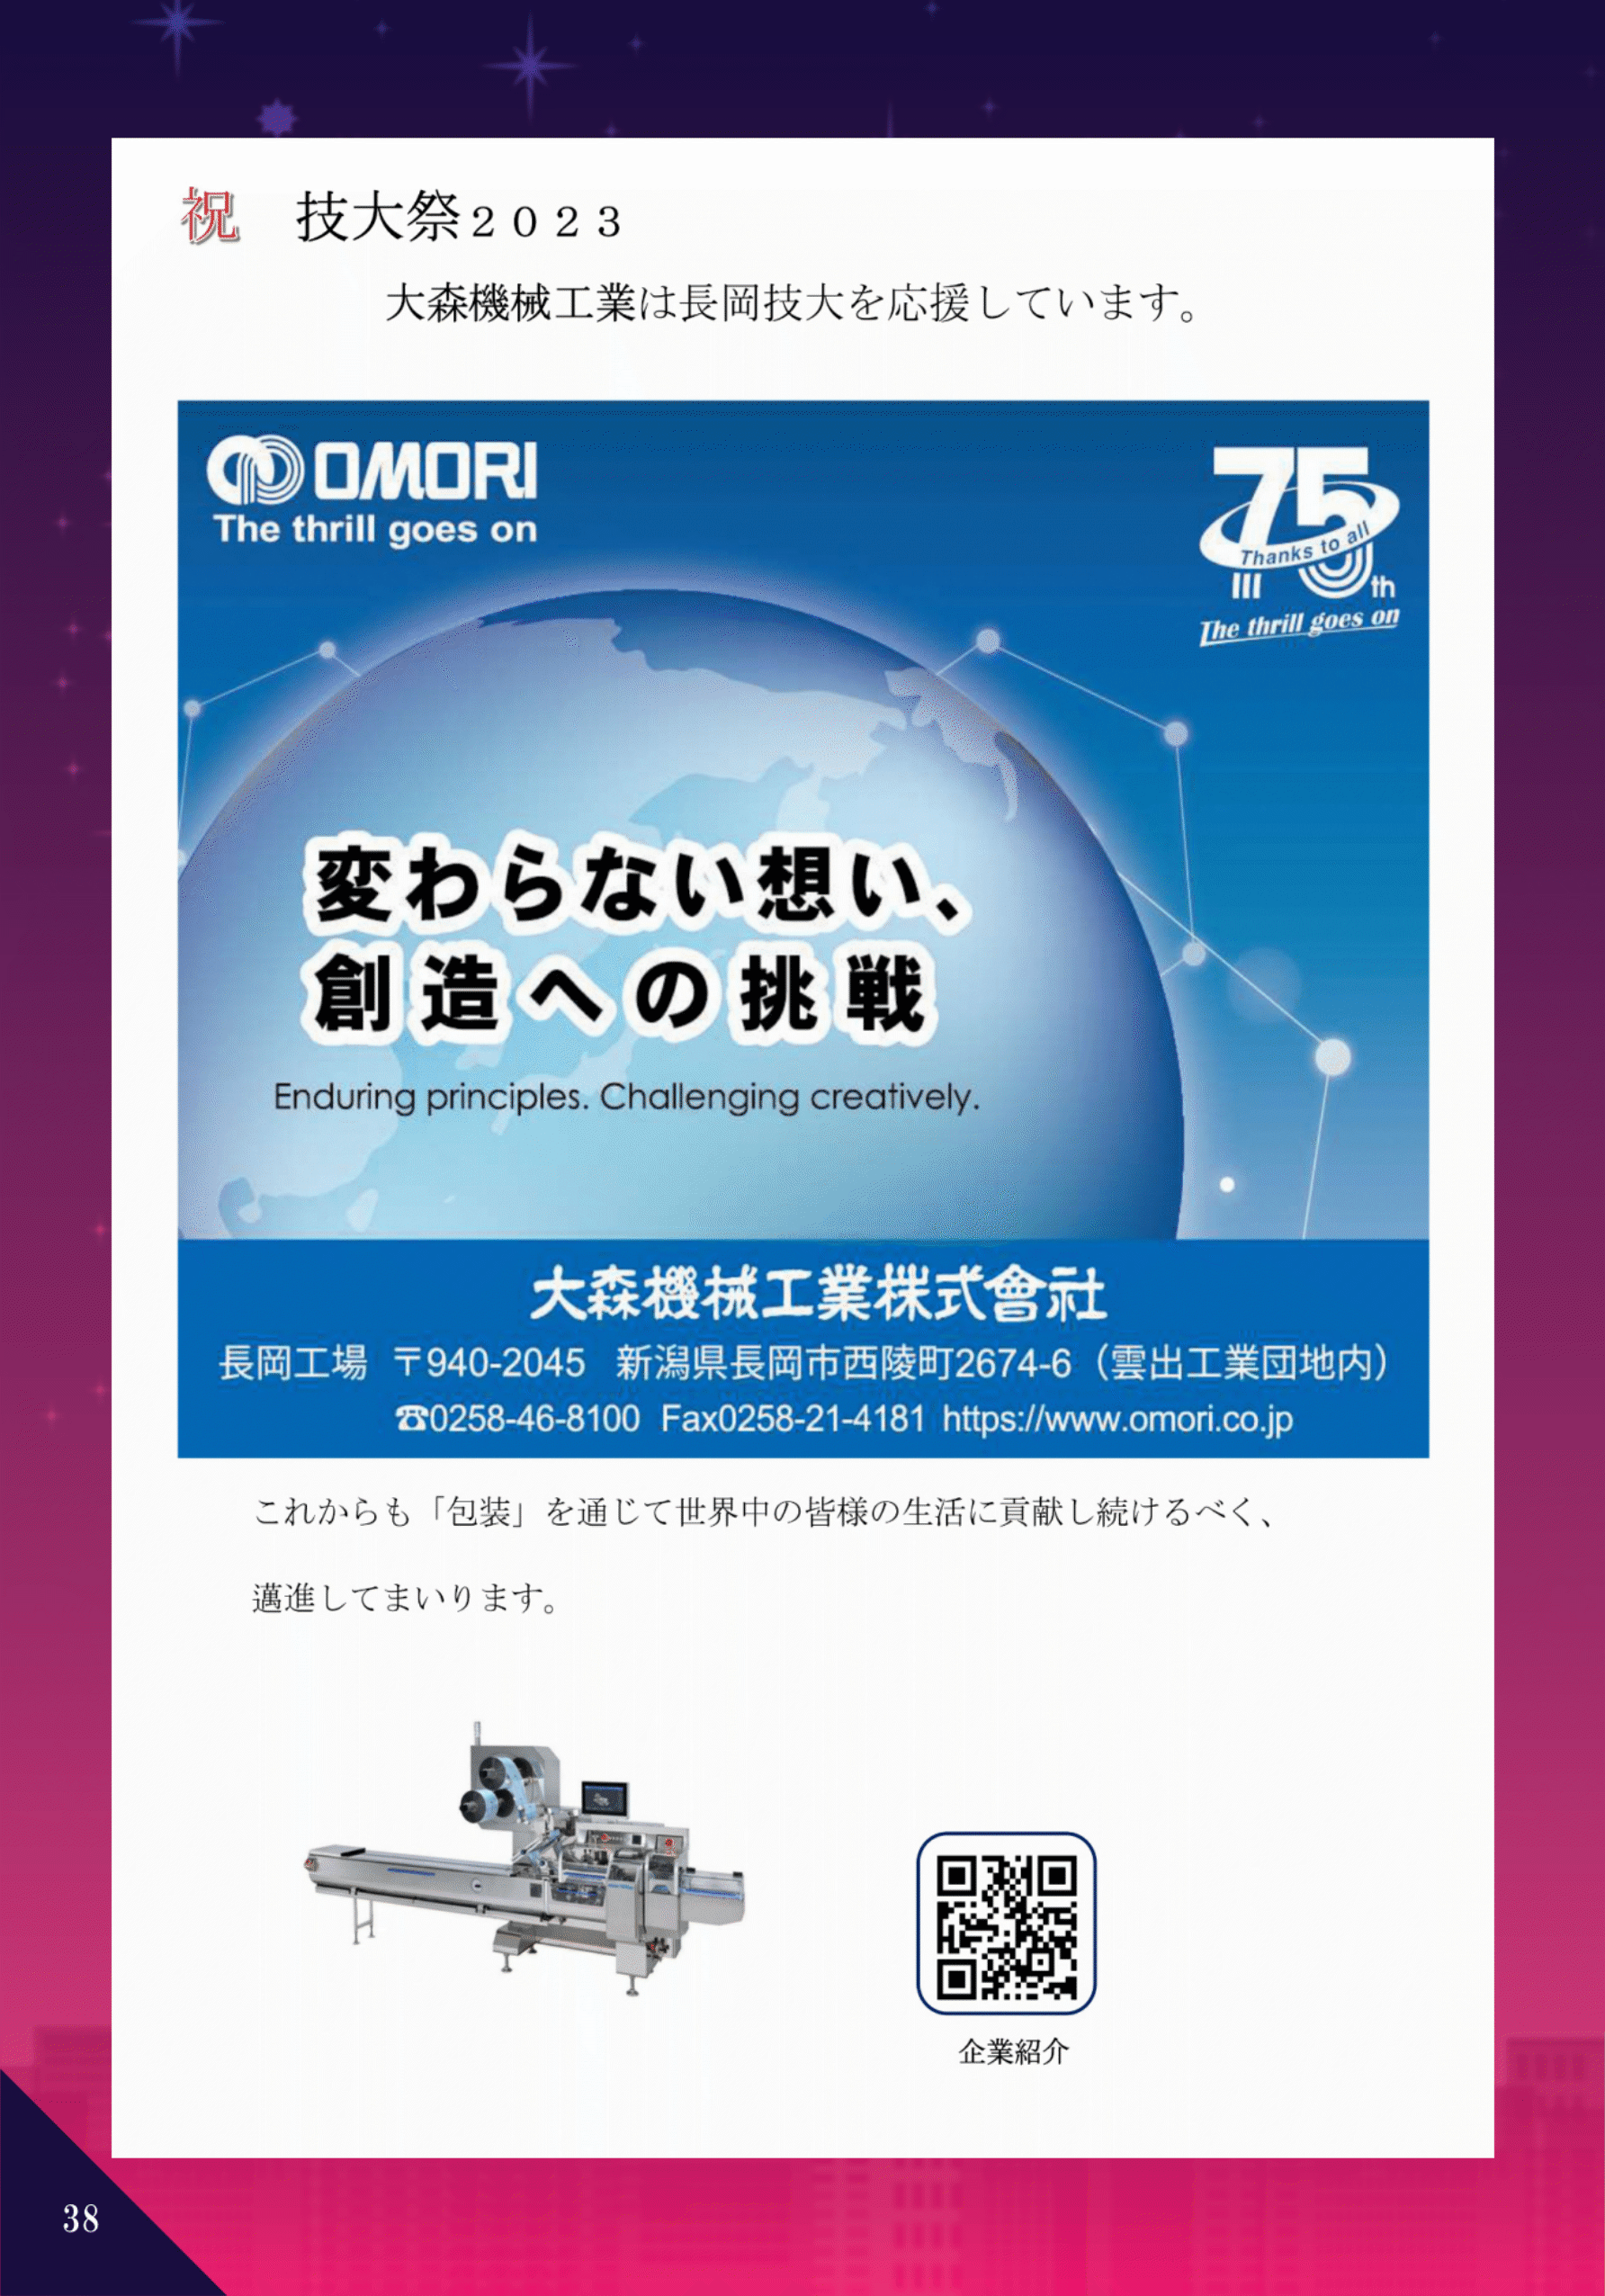 祝　技大祭２０２３
大森機械工業は長岡技大を応援しています。
OMORI
The thrill goes on
75th
Thanks to all
The thrill goes on
変わらない想い、
創造への挑戦
Enduring principles. Challenging creatively.
大森機械工業株式會社
長岡工場 〒940-2045 新潟県長岡市西陵町2674-6（雲出工業団地内）
☎0258-46-8100 Fax0258-21-4181 https://www.omori.co.jp
これからも「包装」を通じて世界中の皆様の生活に貢献し続けるべく、
邁進してまいります。
企業紹介
38